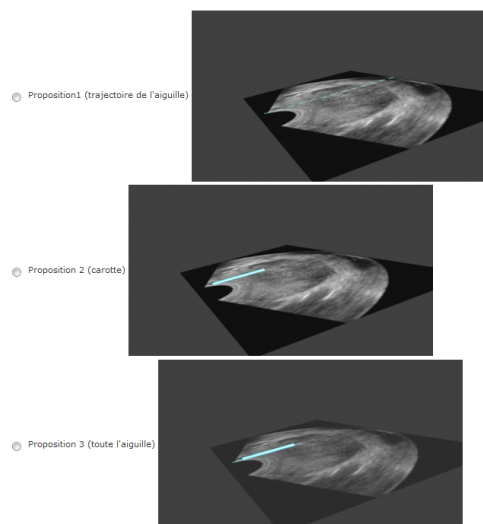 Proposition1 (trajectoire de l'aiguille)
Proposition 2 (carotte)
Proposition 3 (toute l'aiguille)